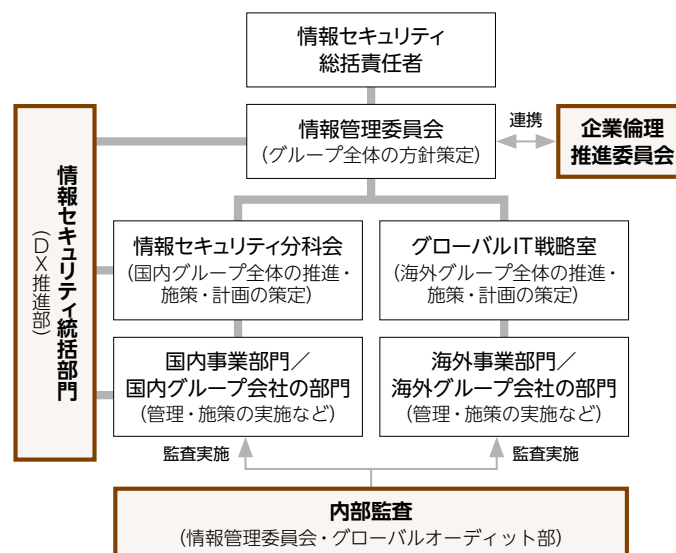 情報セキュリティ
総括責任者
情報管理委員会
(グループ全体の方針策定)
連携
企業倫理
推進委員会
情報セキュリティ統括部門
(DX推進部)
情報セキュリティ分科会
(国内グループ全体の推進・
施策・計画の策定)
グローバルIT戦略室
(海外グループ全体の推進・
施策・計画の策定)
国内事業部門/
国内グループ会社の部門
(管理・施策の実施など)
海外事業部門/
海外グループ会社の部門
(管理・施策の実施など)
監査実施
監査実施
内部監査
(情報管理委員会・グローバルオーディット部)